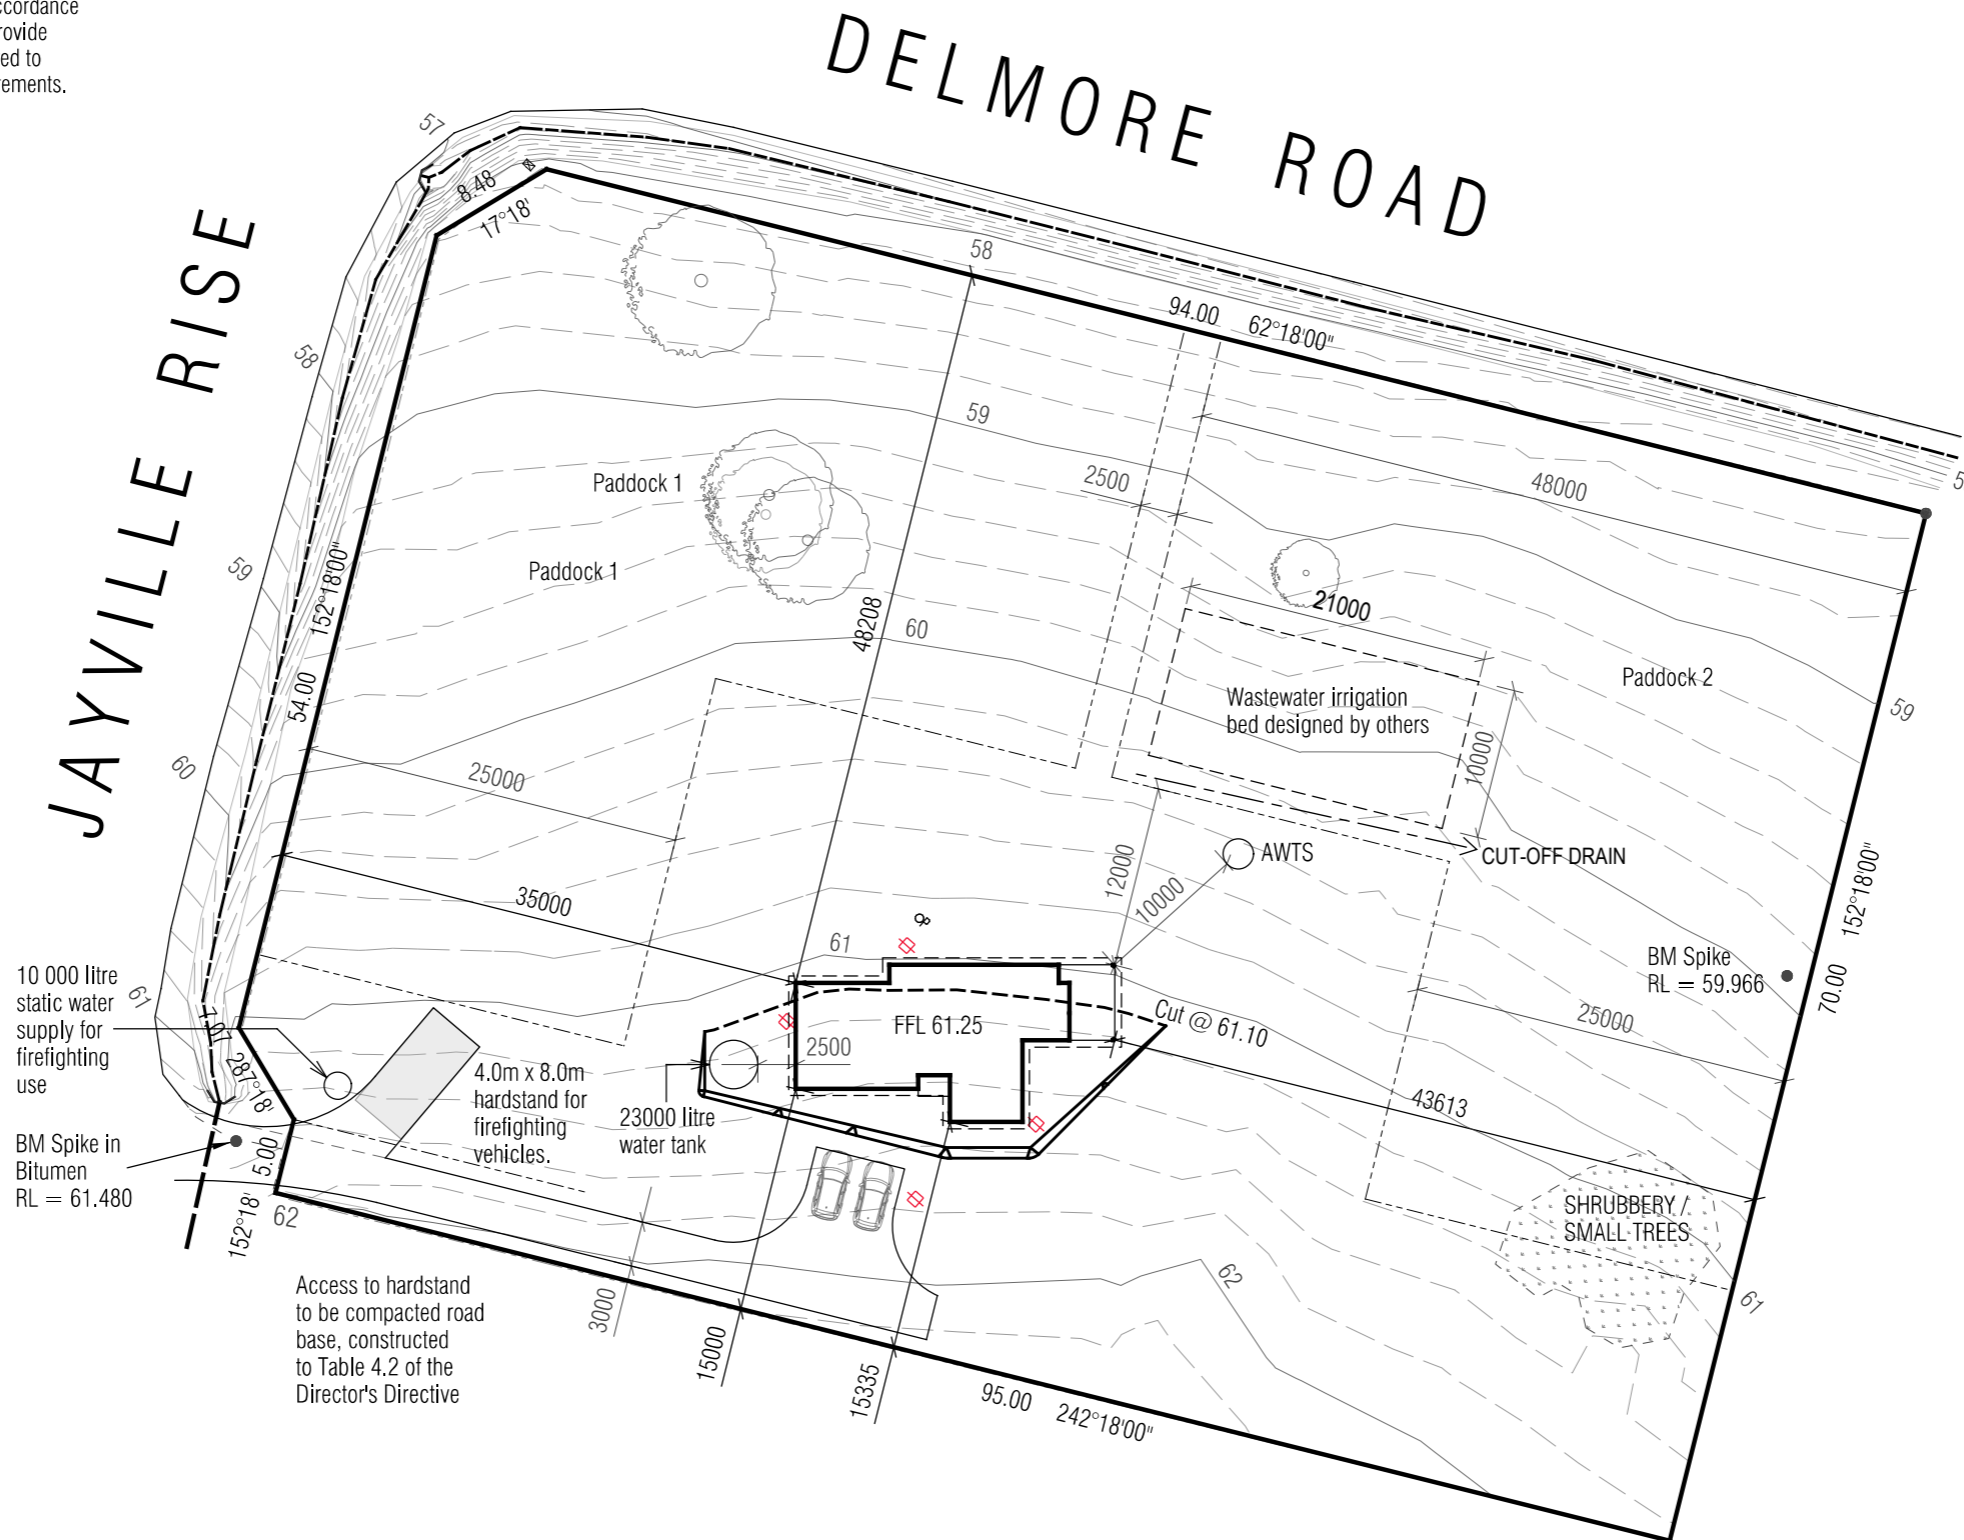 ccordance
rovide
ed to
rements.
DELMORE ROAD
JAYVILLE RISE
57
8.48
17°18'
58
94.00 62°18'00"
58
59
2500
48000
5
Paddock 1
Paddock 1
59
152°18'00"
54.00
48208
60
21000
Paddock 2
Wastewater irrigation
bed designed by others
10000
59
60
25000
CUT-OFF DRAIN
AWTS
12000
10000
152°18'00"
70.00
35000
61
BM Spike
RL = 59.966
10 000 litre
static water
supply for
firefighting
use
61
7.07 287°18'
FFL 61.25
Cut @ 61.10
25000
2500
4.0m x 8.0m
hardstand for
firefighting
vehicles.
23000 litre
water tank
43613
BM Spike in
Bitumen
RL = 61.480
5.00
152°18'
62
SHRUBBERY /
SMALL TREES
62
61
Access to hardstand
to be compacted road
base, constructed
to Table 4.2 of the
Director's Directive
3000
15000
15335
95.00 242°18'00"